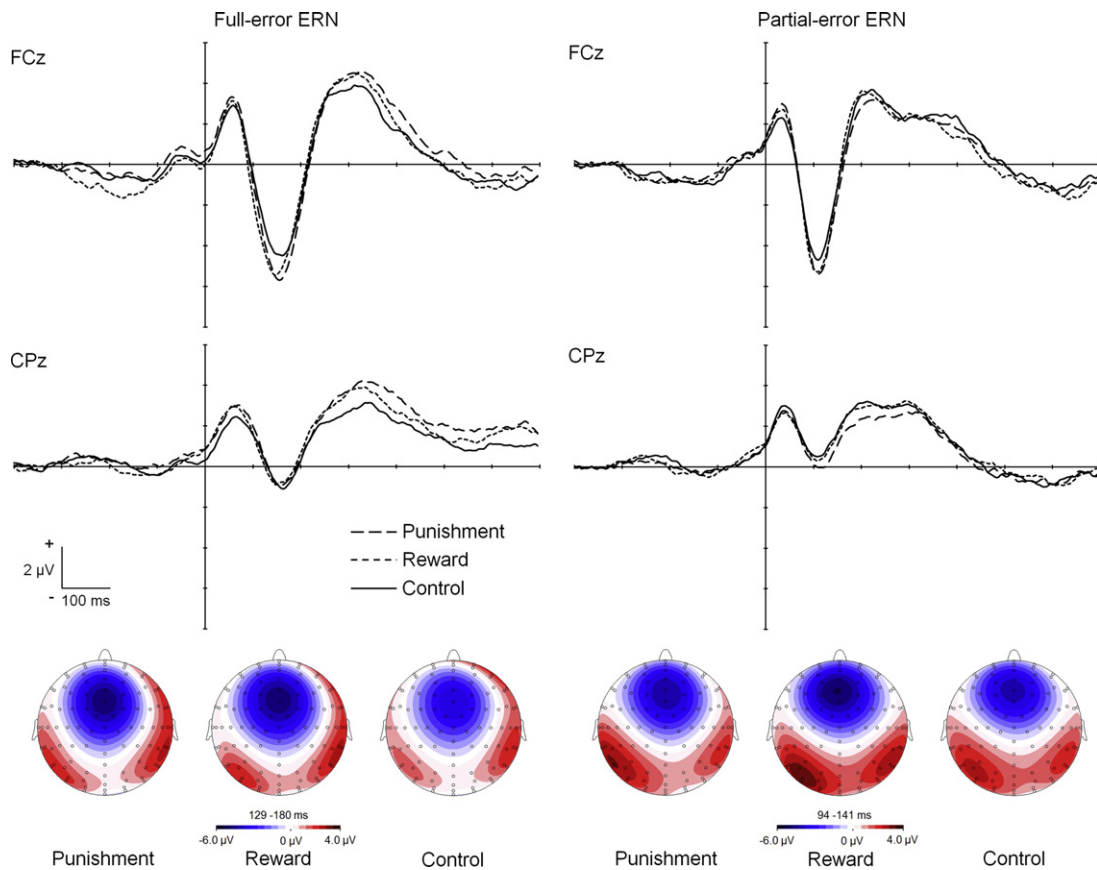 Full-error ERN
Partial-error ERN
FCz
FCz
CPz
CPz
+
2 µV
-
100 ms
Punishment
Reward
Control
129 -180 ms
-6.0 µV 0 µV 4.0 µV
Punishment Reward Control
94 -141 ms
-6.0 µV 0 µV 4.0 µV
Punishment Reward Control